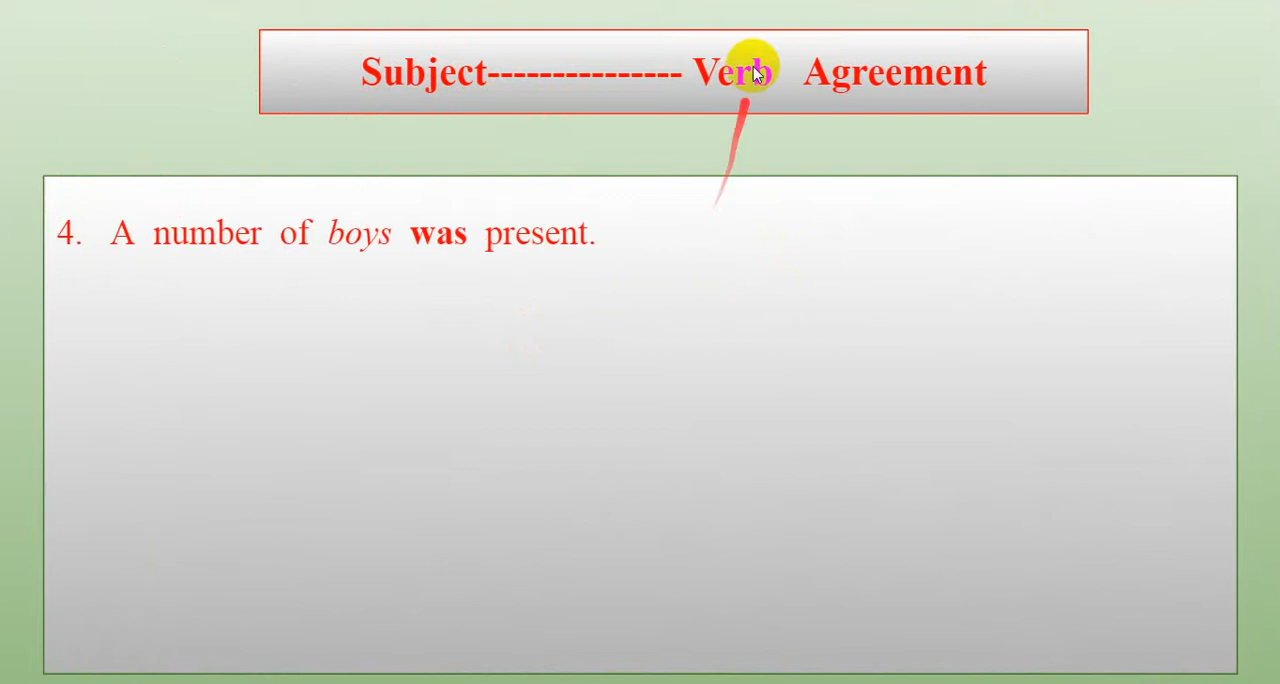 Subject--------------- Verb Agreement
4. A number of boys was present.